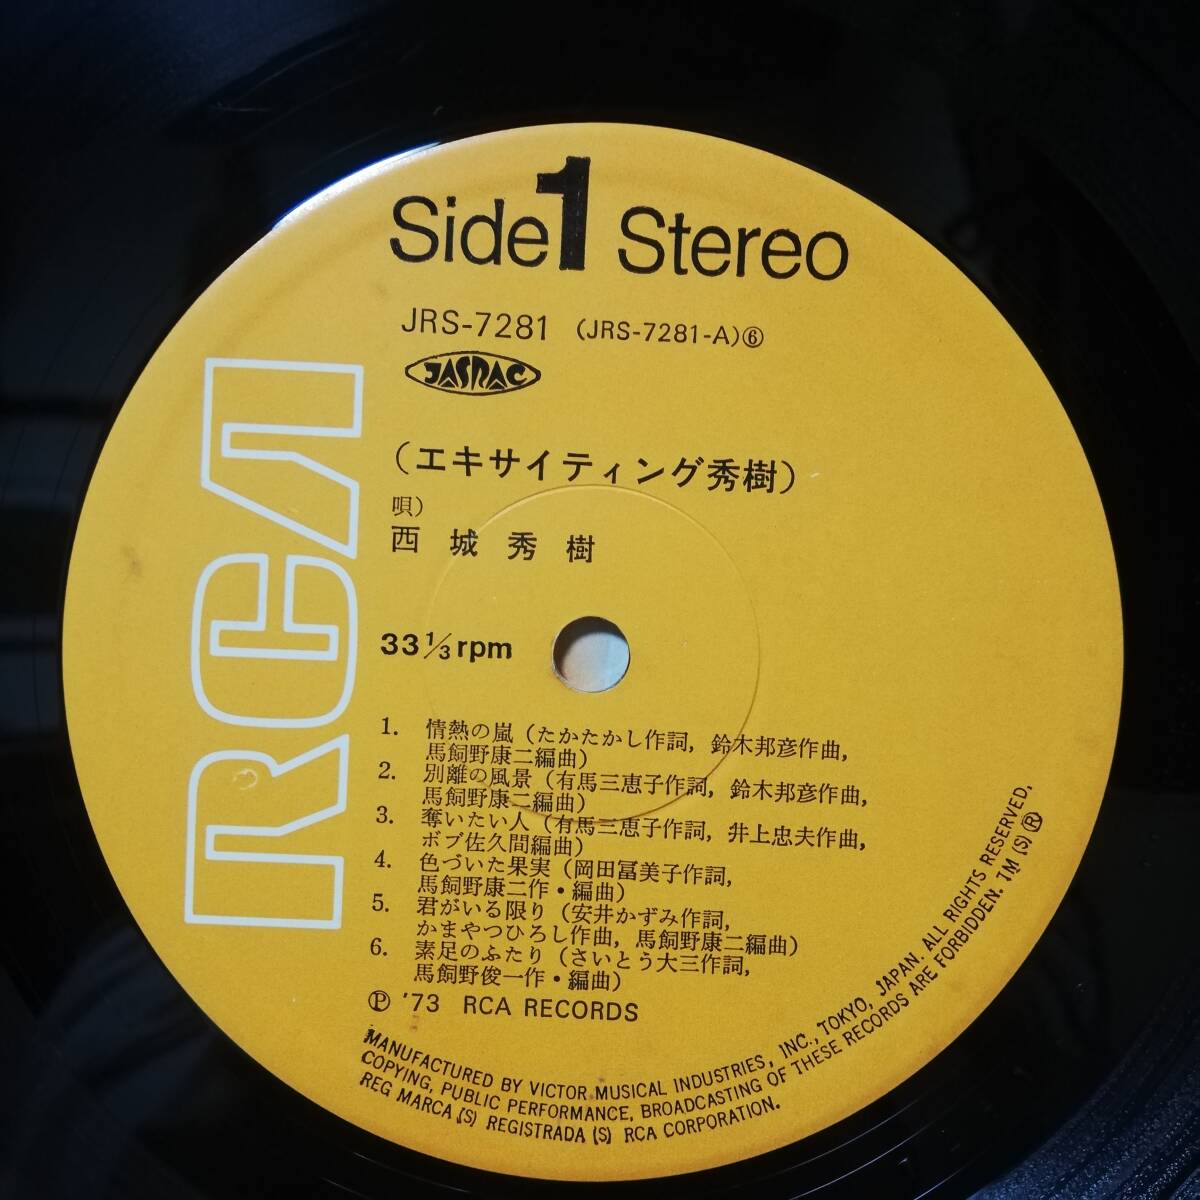 Side 1 Stereo
JRS-7281 (JRS-7281-A)⑥
JASRAC
(エキサイティング秀樹)
唄)
西城秀樹
RCA
33 1/3 rpm
1. 情熱の嵐(たかたかし作詞, 鈴木邦彦作曲,
馬飼野康二編曲)
2. 別離の風景(有馬三恵子作詞, 鈴木邦彦作曲,
馬飼野康二編曲)
3. 奪いたい人(有馬三恵子作詞, 井上忠夫作曲,
ボブ佐久間編曲)
4. 色づいた果実(岡田冨美子作詞,
馬飼野康二作・編曲)
5. 君がいる限り(安井かずみ作詞,
かまやつひろし作曲, 馬飼野康二編曲)
6. 素足のふたり(さいとう大三作詞,
馬飼野俊一作・編曲)
Ⓟ '73 RCA RECORDS
MANUFACTURED BY VICTOR MUSICAL INDUSTRIES, INC., TOKYO, JAPAN. ALL RIGHTS RESERVED,
COPYING, PUBLIC PERFORMANCE, BROADCASTING OF THESE RECORDS ARE FORBIDDEN. TM (S) ®
REG MARCA (S) REGISTRADA (S) RCA CORPORATION.